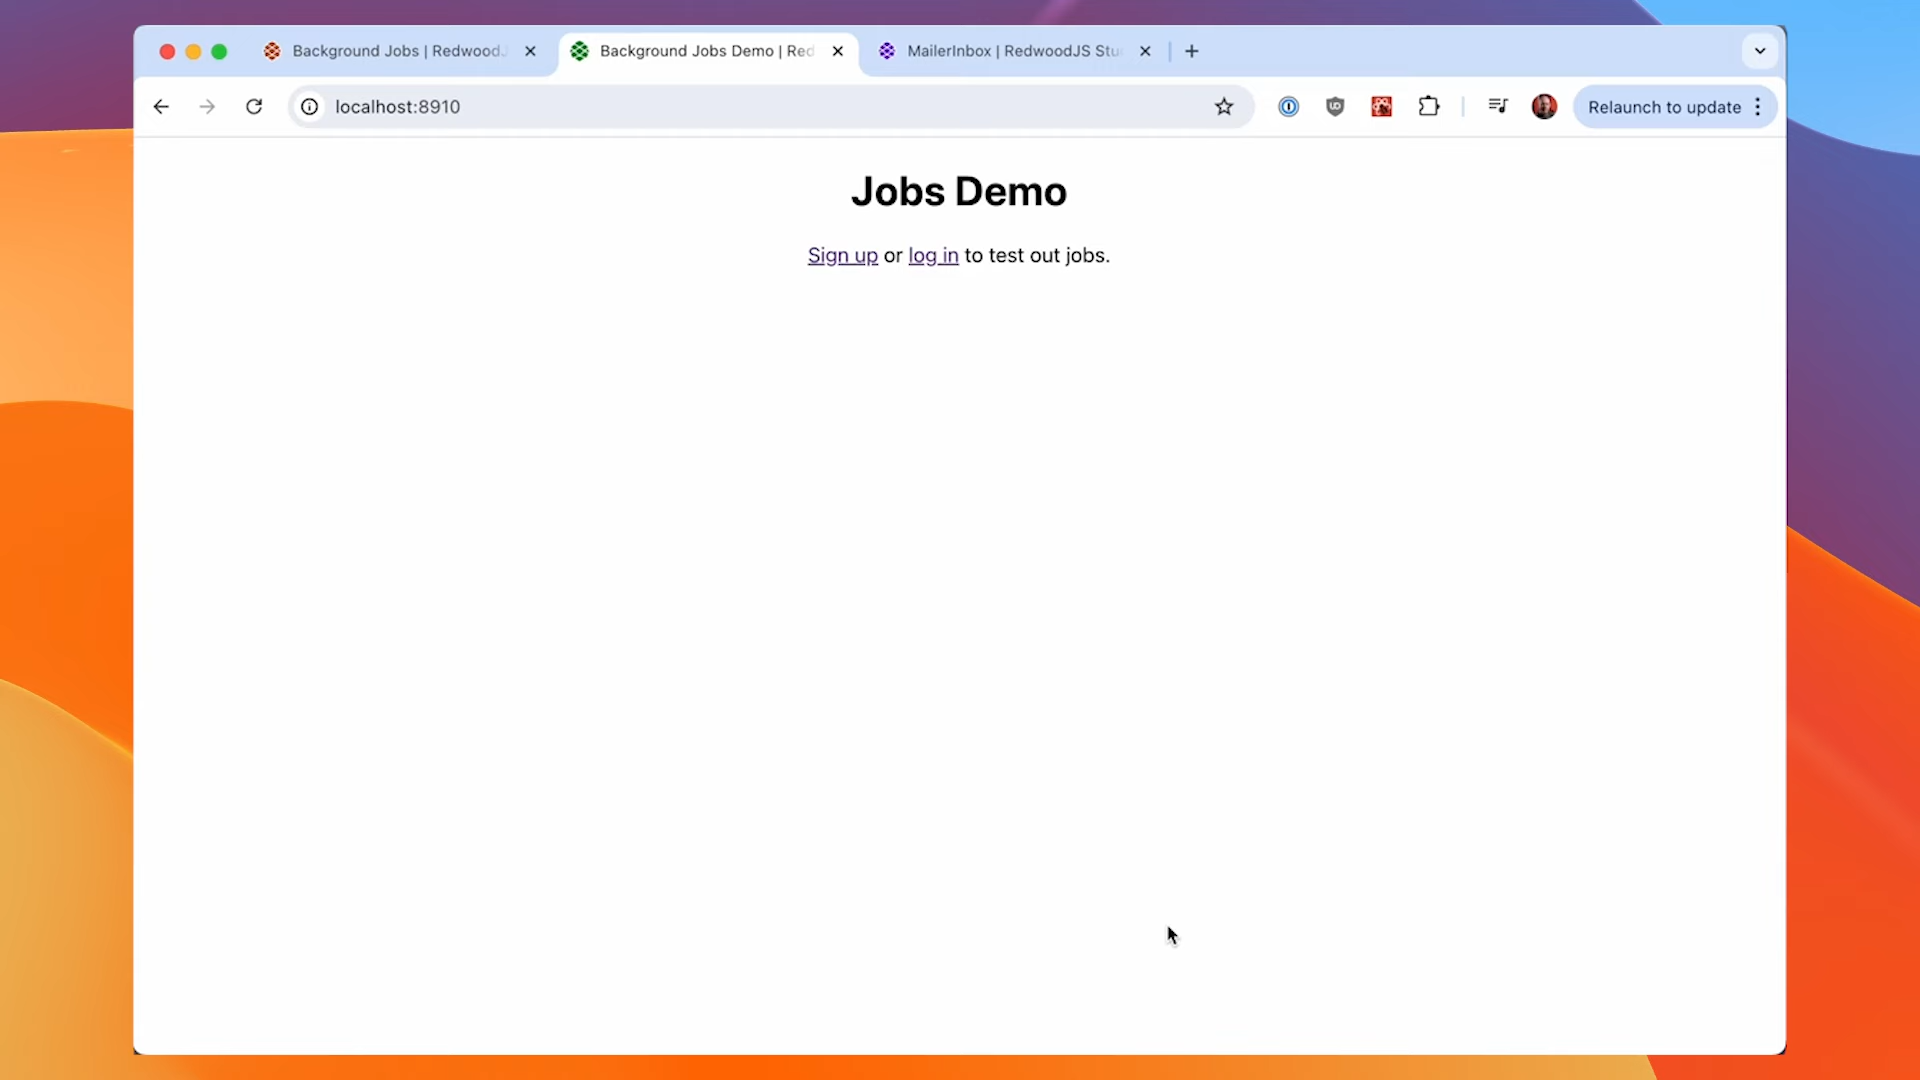 Background Jobs | RedwoodJ
Background Jobs Demo | Red
MailerInbox | RedwoodJS Stu
localhost:8910
Relaunch to update
Jobs Demo
Sign up or log in to test out jobs.